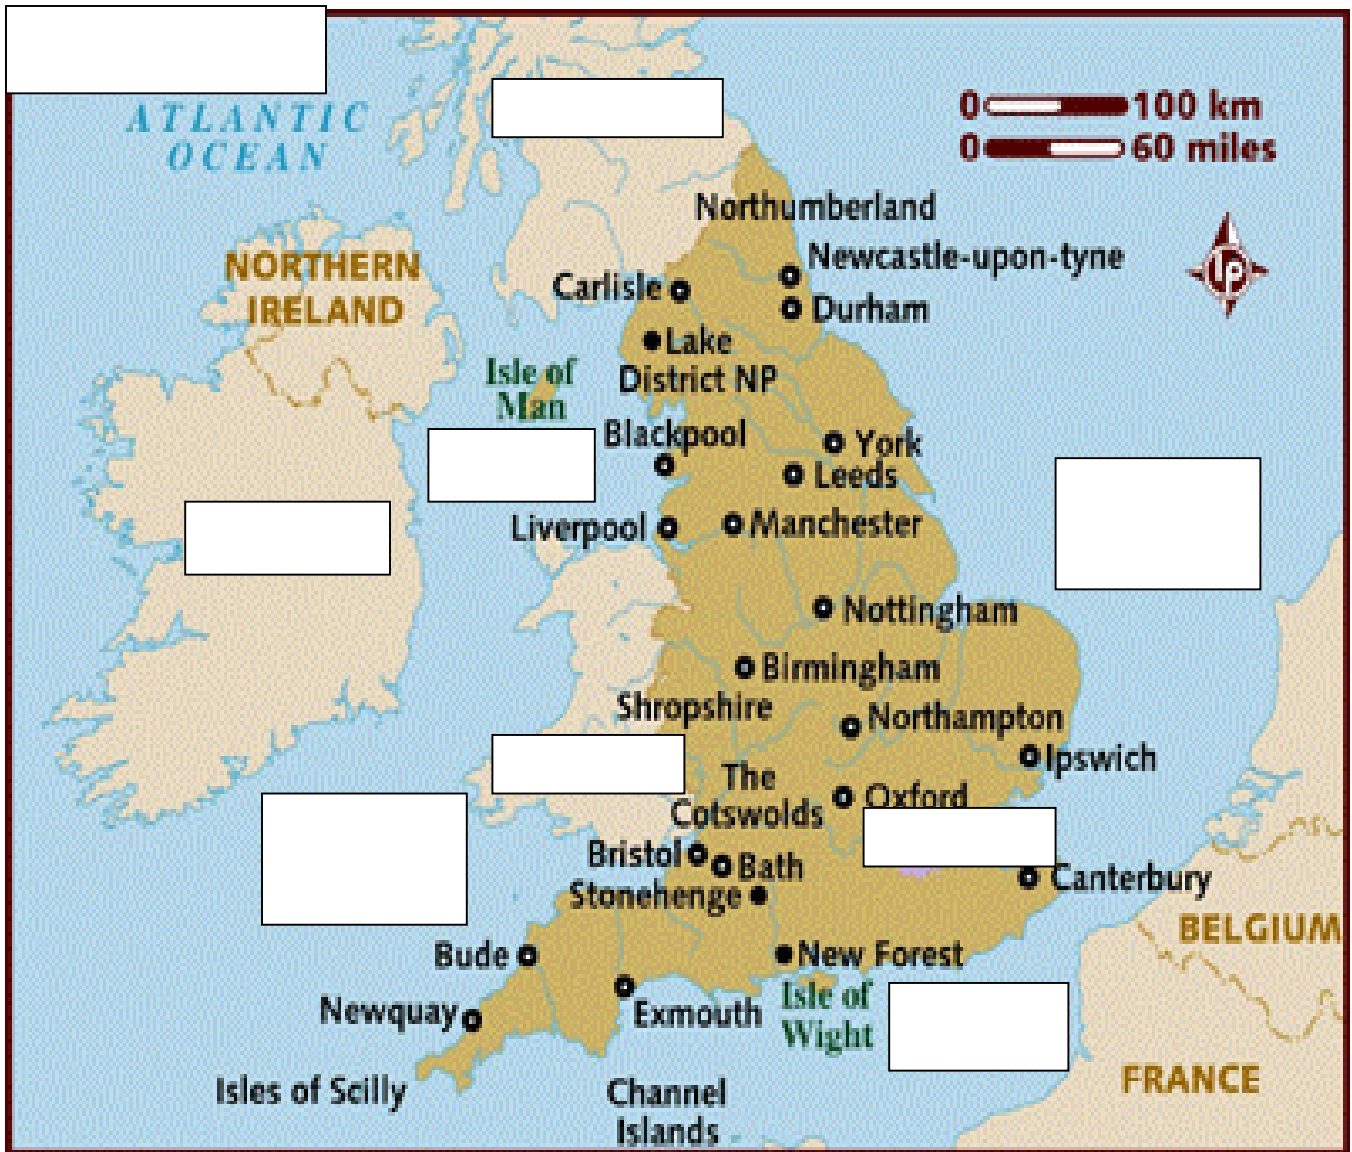 ATLANTIC
OCEAN
0 100 km
0 60 miles
Northumberland
NORTHERN
IRELAND
Newcastle-upon-tyne
LP
Carlisle
Durham
Lake
District NP
Isle of
Man
Blackpool
York
Leeds
Liverpool
Manchester
Nottingham
Birmingham
Shropshire
Northampton
Ipswich
The
Cotswolds
Oxford
Bristol
Bath
Canterbury
Stonehenge
BELGIUM
Bude
New Forest
Newquay
Exmouth
Isle of
Wight
FRANCE
Isles of Scilly
Channel
Islands